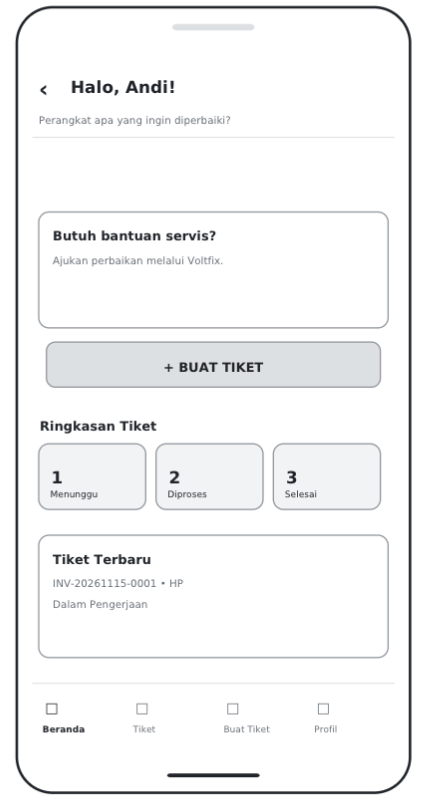 ‹ Halo, Andi!
Perangkat apa yang ingin diperbaiki?
Butuh bantuan servis?
Ajukan perbaikan melalui Voltfix.
+ BUAT TIKET
Ringkasan Tiket
1 2 3
Menunggu Diproses Selesai
Tiket Terbaru
INV-20261115-0001 • HP
Dalam Pengerjaan
Beranda Tiket Buat Tiket Profil